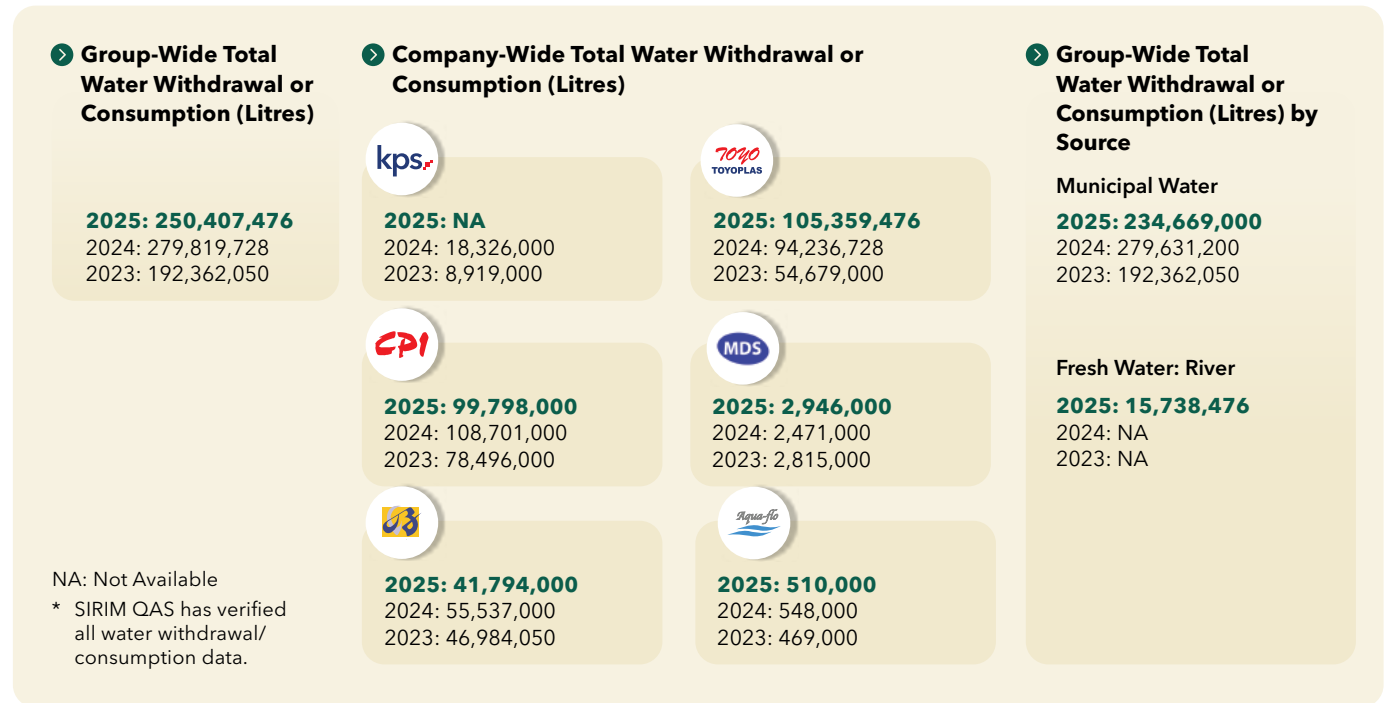 Group-Wide Total
Water Withdrawal or
Consumption (Litres)
2025: 250,407,476
2024: 279,819,728
2023: 192,362,050
NA: Not Available
* SIRIM QAS has verified
all water withdrawal/
consumption data.
Company-Wide Total Water Withdrawal or
Consumption (Litres)
kps
2025: NA
2024: 18,326,000
2023: 8,919,000
TOYO
TOYOPLAS
2025: 105,359,476
2024: 94,236,728
2023: 54,679,000
CPI
2025: 99,798,000
2024: 108,701,000
2023: 78,496,000
MDS
2025: 2,946,000
2024: 2,471,000
2023: 2,815,000
2025: 41,794,000
2024: 55,537,000
2023: 46,984,050
Aqua-flo
2025: 510,000
2024: 548,000
2023: 469,000
Group-Wide Total
Water Withdrawal or
Consumption (Litres) by
Source
Municipal Water
2025: 234,669,000
2024: 279,631,200
2023: 192,362,050
Fresh Water: River
2025: 15,738,476
2024: NA
2023: NA